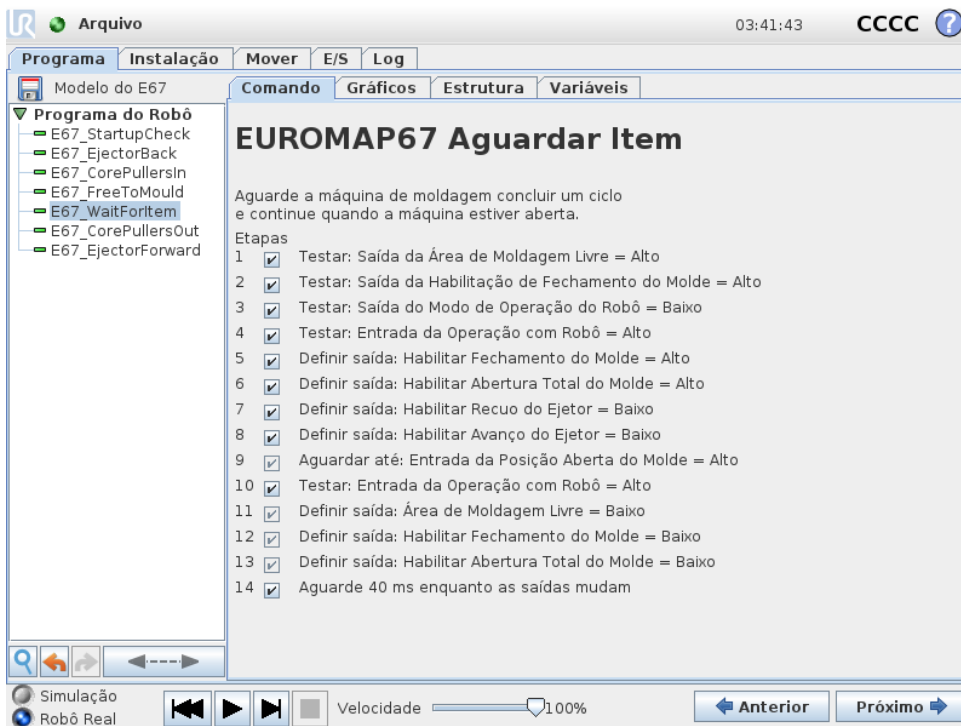 UR Arquivo 03:41:43 CCCC ?
Programa Instalação Mover E/S Log
Modelo do E67 Comando Gráficos Estrutura Variáveis
Programa do Robô
E67_StartupCheck
E67_EjectorBack
E67_CorePullersIn
E67_FreeToMould
E67_WaitForItem
E67_CorePullersOut
E67_EjectorForward
EUROMAP67 Aguardar Item
Aguarde a máquina de moldagem concluir um ciclo
e continue quando a máquina estiver aberta.
Etapas
1 Testar: Saída da Área de Moldagem Livre = Alto
2 Testar: Saída da Habilitação de Fechamento do Molde = Alto
3 Testar: Saída do Modo de Operação do Robô = Baixo
4 Testar: Entrada da Operação com Robô = Alto
5 Definir saída: Habilitar Fechamento do Molde = Alto
6 Definir saída: Habilitar Abertura Total do Molde = Alto
7 Definir saída: Habilitar Recuo do Ejetor = Baixo
8 Definir saída: Habilitar Avanço do Ejetor = Baixo
9 Aguardar até: Entrada da Posição Aberta do Molde = Alto
10 Testar: Entrada da Operação com Robô = Alto
11 Definir saída: Área de Moldagem Livre = Baixo
12 Definir saída: Habilitar Fechamento do Molde = Baixo
13 Definir saída: Habilitar Abertura Total do Molde = Baixo
14 Aguarde 40 ms enquanto as saídas mudam
Simulação
Robô Real
Velocidade 100%
Anterior Próximo